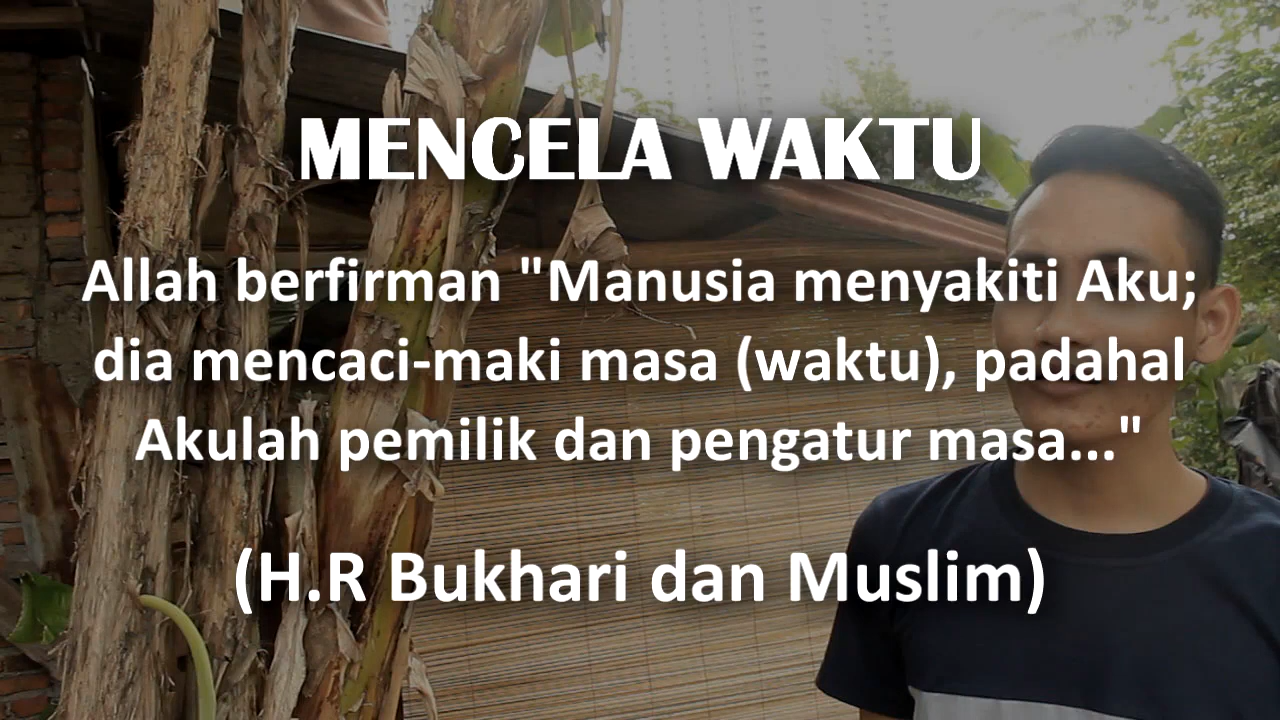 MENCELA WAKTU
Allah berfirman "Manusia menyakiti Aku;
dia mencaci-maki masa (waktu), padahal
Akulah pemilik dan pengatur masa..."
(H.R Bukhari dan Muslim)